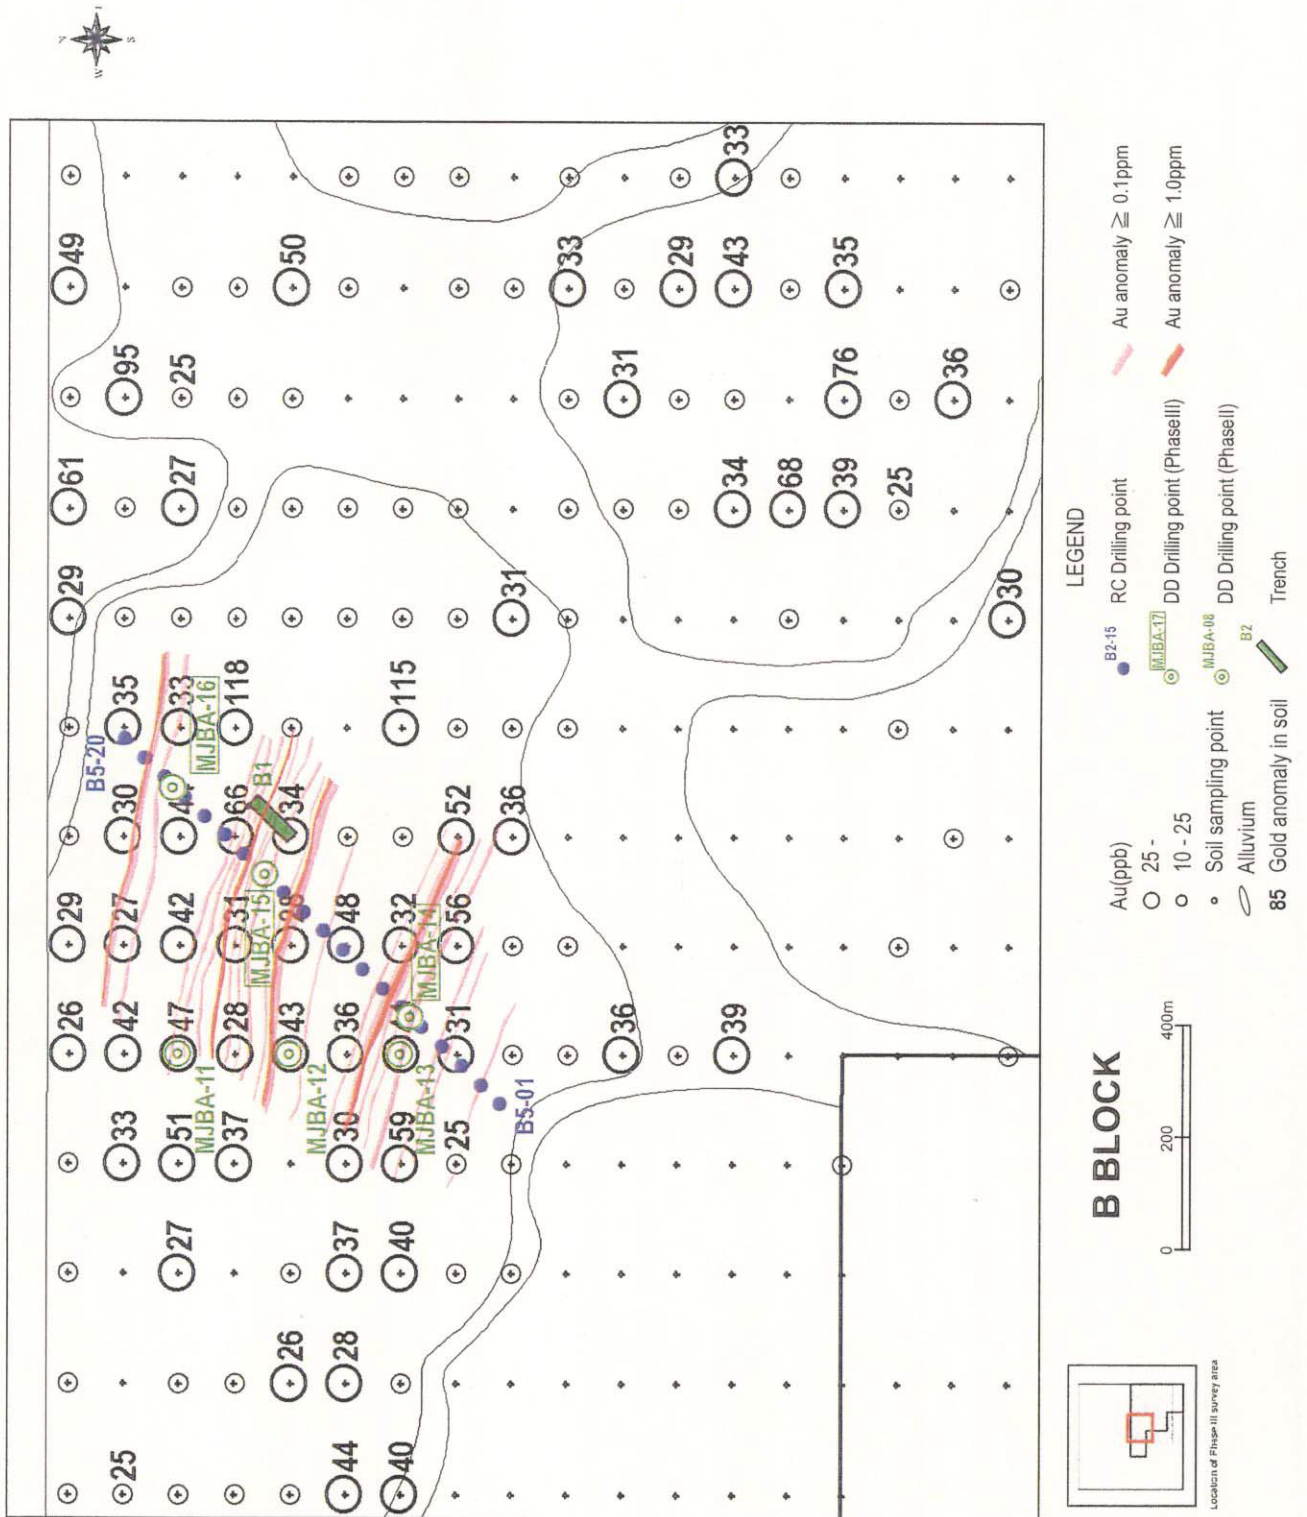 N
W
S
26 29 29 61 49
B5-20
25 33 42 27 30 35 95
27 51 47 42 33 27 25
MJBA-11 MJBA-16
37 28 31 66 118
MJBA-15 B1
26 43 34 50
MJBA-12
44 28 37 30 36 48
40 40 59 32 115
MJBA-13 MJBA-14
25 31 56 52
36 31
B5-01
33
36 31
29
39 34 43 33
68
39 76 35
25
36
30
LEGEND
B BLOCK
0 200 400m
Location of Phase III survey area
Au(ppb)
25 -
10 - 25
Soil sampling point
Alluvium
85 Gold anomaly in soil
B2-15 RC Drilling point
MJBA-17 DD Drilling point (PhaseIII)
MJBA-08 DD Drilling point (PhaseII)
B2 Trench
Au anomaly ≧ 0.1ppm
Au anomaly ≧ 1.0ppm